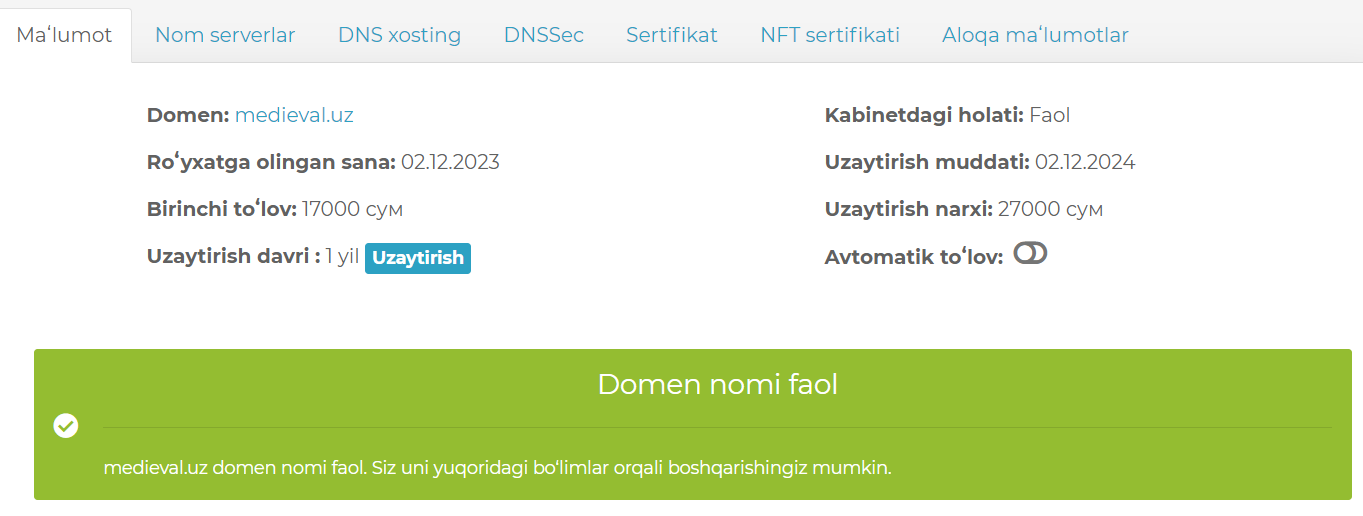 Maʻlumot Nom serverlar DNS xosting DNSSec Sertifikat NFT sertifikati Aloqa maʻlumotlar
Domen: medieval.uz
Kabinetdagi holati: Faol
Roʻyxatga olingan sana: 02.12.2023
Uzaytirish muddati: 02.12.2024
Birinchi toʻlov: 17000 сум
Uzaytirish narxi: 27000 сум
Uzaytirish davri : 1 yil Uzaytirish
Avtomatik toʻlov:
Domen nomi faol
medieval.uz domen nomi faol. Siz uni yuqoridagi boʻlimlar orqali boshqarishingiz mumkin.